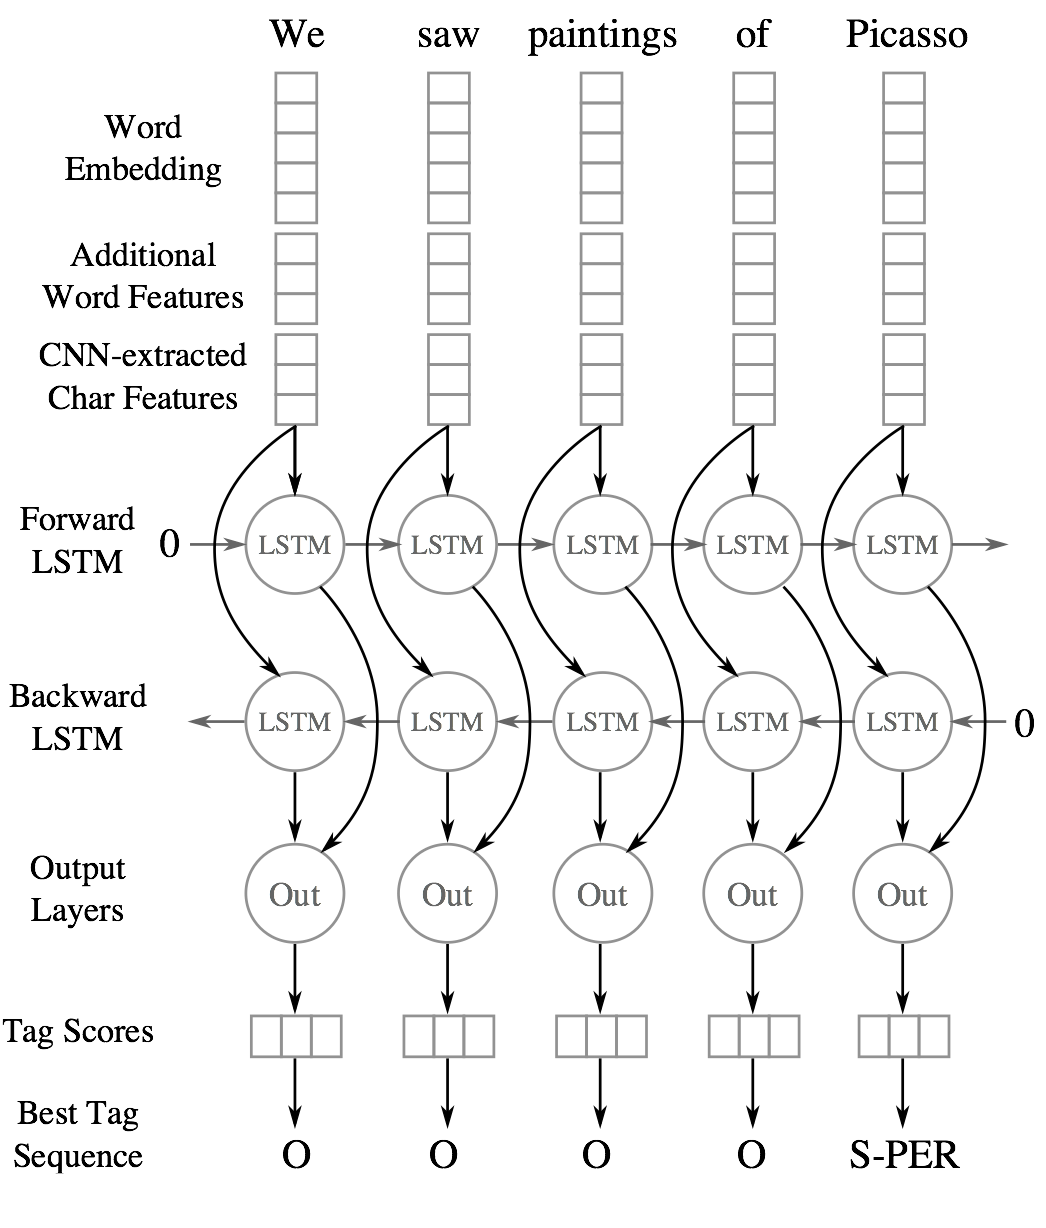 We saw paintings of Picasso
Word
Embedding
Additional
Word Features
CNN-extracted
Char Features
Forward
LSTM
0 LSTM LSTM LSTM LSTM LSTM
Backward
LSTM
LSTM LSTM LSTM LSTM LSTM 0
Output
Layers
Out Out Out Out Out
Tag Scores
Best Tag
Sequence
O O O O S-PER